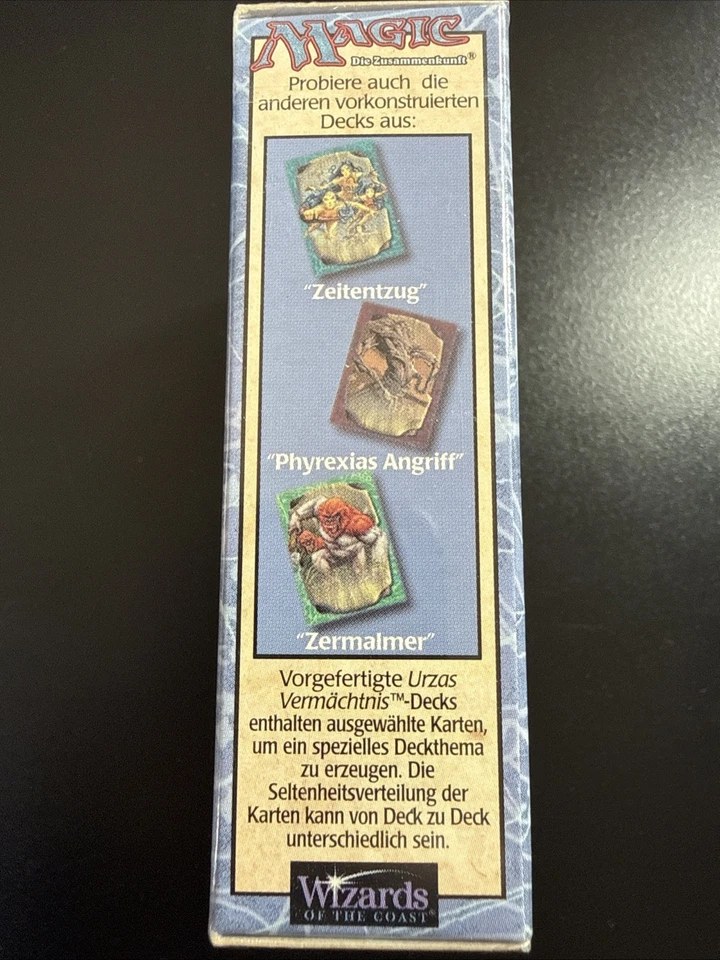 MAGIC
Die Zusammenkunft®
Probiere auch die
anderen vorkonstruierten
Decks aus:
"Zeitentzug"
"Phyrexias Angriff"
"Zermalmer"
Vorgefertigte Urzas
Vermächtnis™-Decks
enthalten ausgewählte Karten,
um ein spezielles Deckthema
zu erzeugen. Die
Seltenheitsverteilung der
Karten kann von Deck zu Deck
unterschiedlich sein.
Wizards
OF THE COAST®